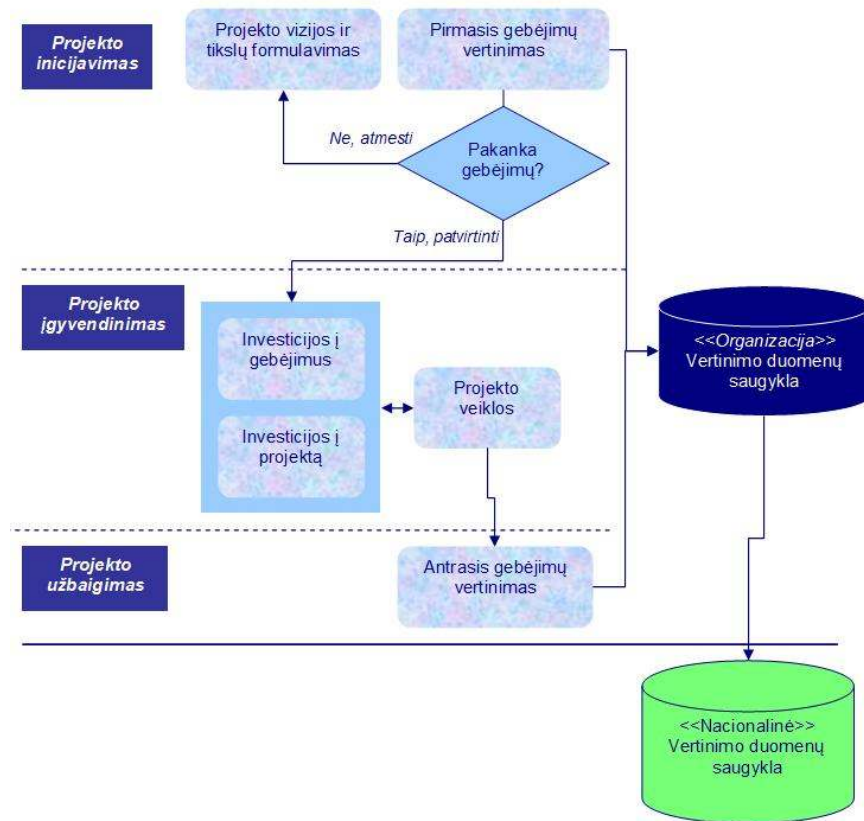 Projekto
inicijavimas
Projekto vizijos ir
tikslų formulavimas
Pirmasis gebėjimų
vertinimas
Ne, atmesti
Pakanka
gebėjimų?
Taip, patvirtinti
Projekto
įgyvendinimas
Investicijos į
gebėjimus
Investicijos į
projektą
Projekto
veiklos
<<Organizacija>>
Vertinimo duomenų
saugykla
Projekto
užbaigimas
Antrasis gebėjimų
vertinimas
<<Nacionalinė>>
Vertinimo duomenų
saugykla